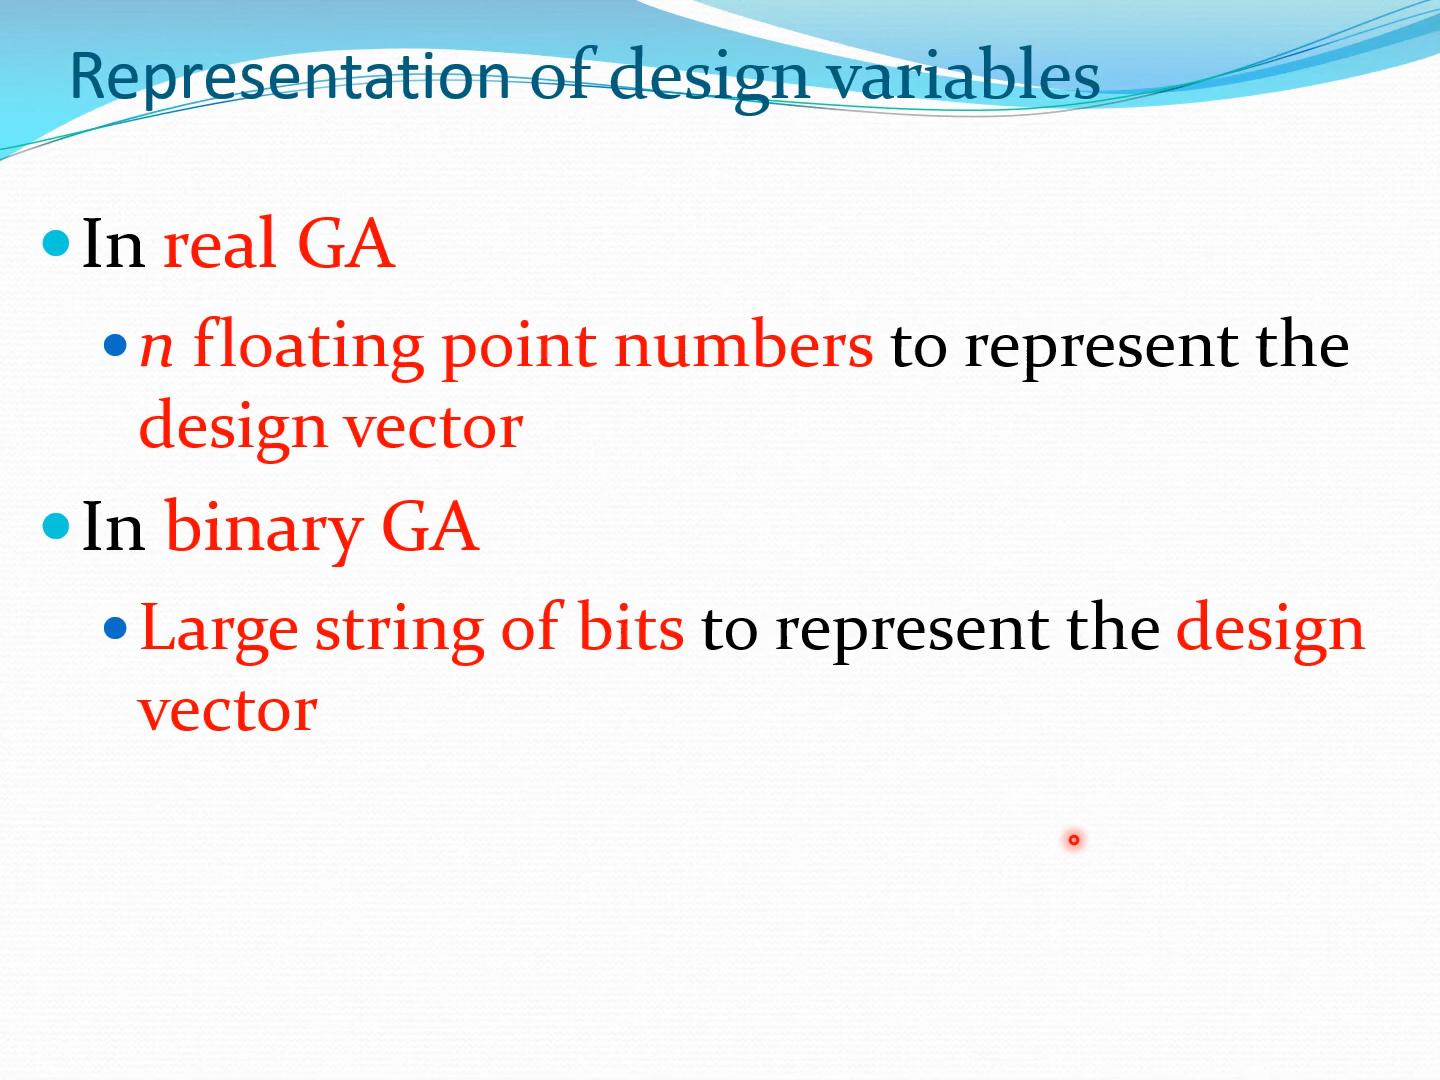 Representation of design variables
• In real GA
• n floating point numbers to represent the
design vector
• In binary GA
• Large string of bits to represent the design
vector